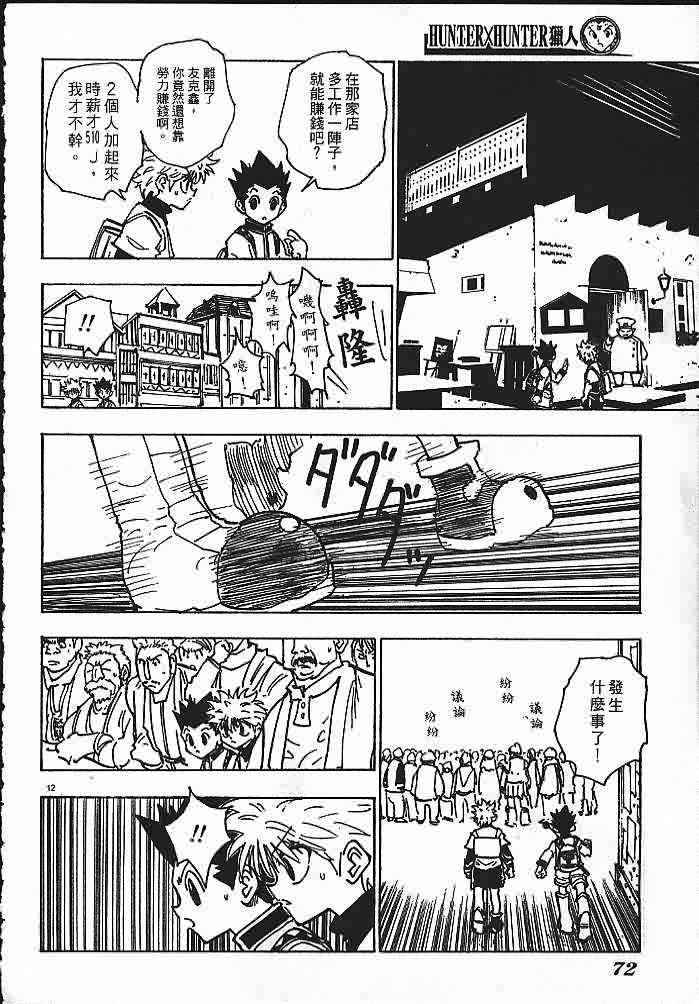 HUNTER×HUNTER獵人
在那家店
多工作一陣子，
就能賺錢吧？
離開了
友克鑫，
你竟然還想靠
勞力賺錢啊。
2個人加起來
時薪才510J，
我才不幹。
轟隆
嘰啊啊啊！
嗚哇啊！
噫！
!!
ダダダッ
發生
什麼事了！
議論
紛紛
議論
紛紛
12
!!
72